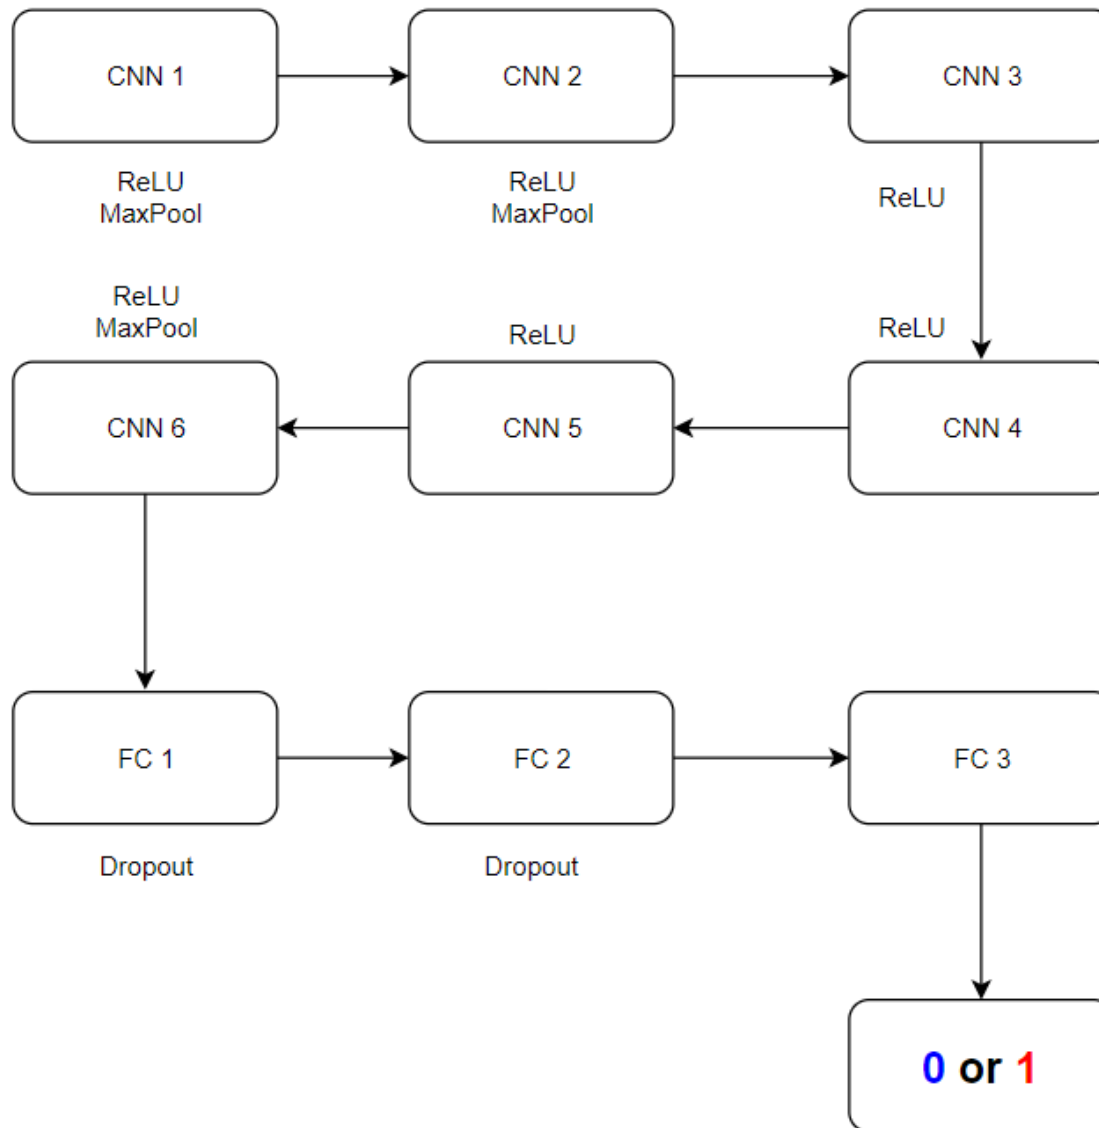 CNN 1
CNN 2
CNN 3
ReLU
MaxPool
ReLU
MaxPool
ReLU
ReLU
MaxPool
ReLU
ReLU
CNN 6
CNN 5
CNN 4
FC 1
FC 2
FC 3
Dropout
Dropout
0 or 1